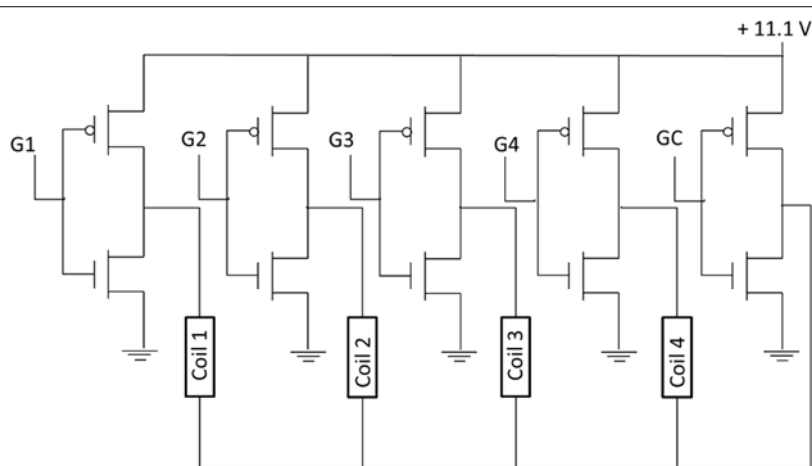 + 11.1 V
G1
G2
G3
G4
GC
Coil 1
Coil 2
Coil 3
Coil 4